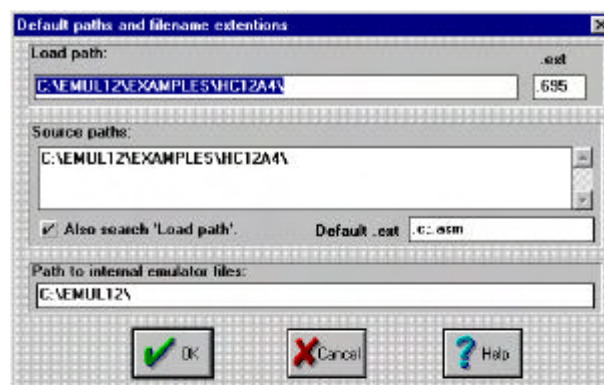 Default paths and filename extentions
Load path:
.ext
C:\EMUL12\EXAMPLES\HC12A4\
.695
Source paths:
C:\EMUL12\EXAMPLES\HC12A4\
Also search 'Load path'.
Default .ext
.c;.asm
Path to internal emulator files:
C:\EMUL12\
OK
Cancel
Help